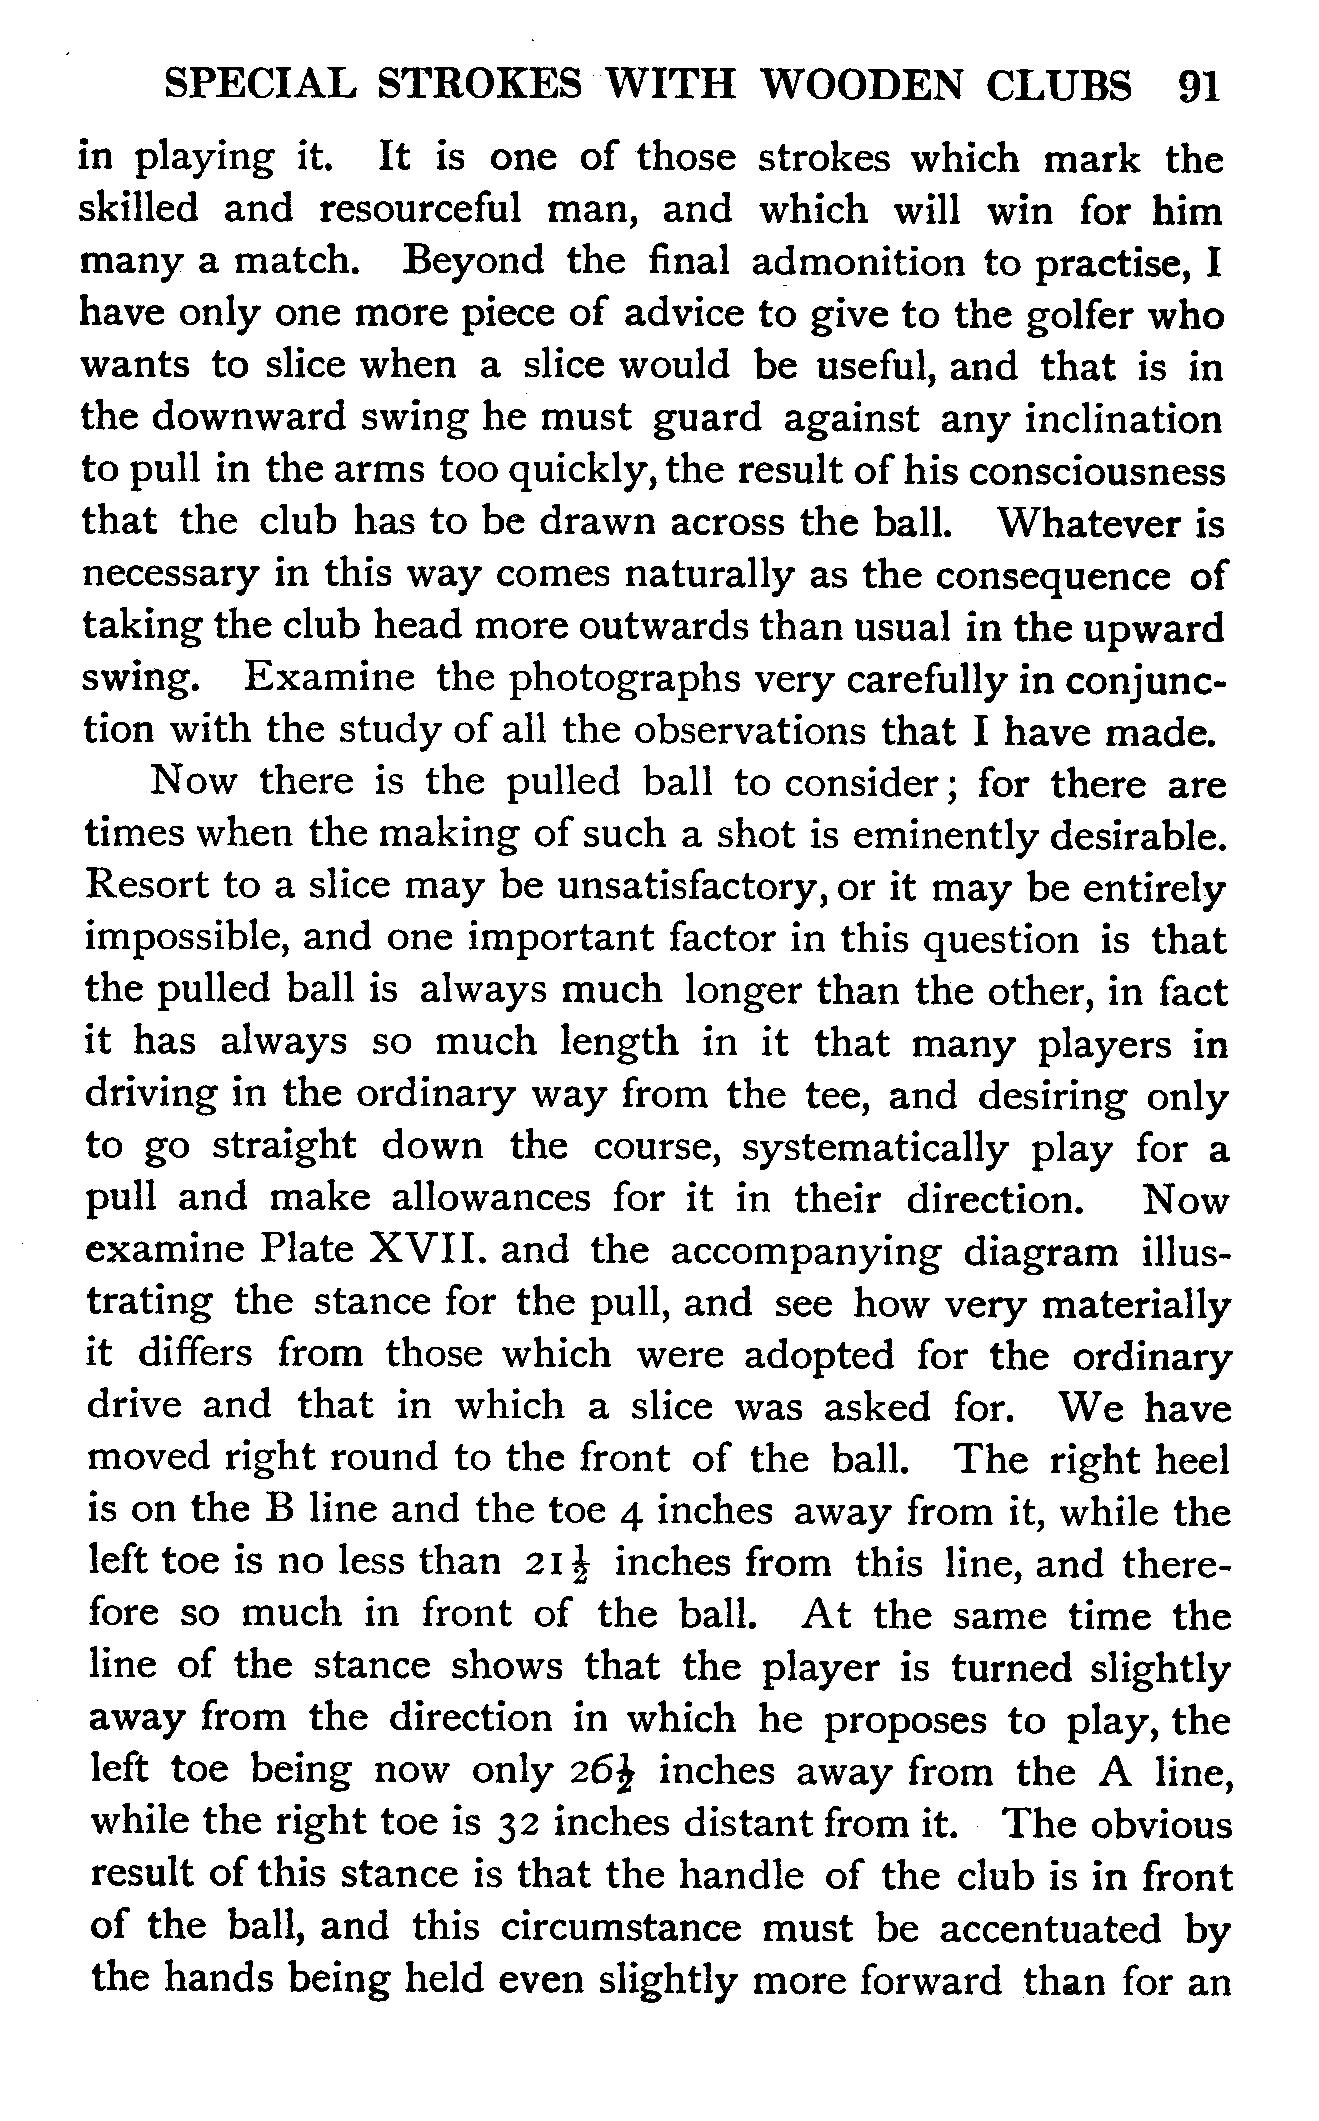 SPECIAL STROKES WITH WOODEN CLUBS 91
in playing it. It is one of those strokes which mark the
skilled and resourceful man, and which will win for him
many a match. Beyond the final admonition to practise, I
have only one more piece of advice to give to the golfer who
wants to slice when a slice would be useful, and that is in
the downward swing he must guard against any inclination
to pull in the arms too quickly, the result of his consciousness
that the club has to be drawn across the ball. Whatever is
necessary in this way comes naturally as the consequence of
taking the club head more outwards than usual in the upward
swing. Examine the photographs very carefully in conjunc-
tion with the study of all the observations that I have made.
Now there is the pulled ball to consider; for there are
times when the making of such a shot is eminently desirable.
Resort to a slice may be unsatisfactory, or it may be entirely
impossible, and one important factor in this question is that
the pulled ball is always much longer than the other, in fact
it has always so much length in it that many players in
driving in the ordinary way from the tee, and desiring only
to go straight down the course, systematically play for a
pull and make allowances for it in their direction. Now
examine Plate XVII. and the accompanying diagram illus-
trating the stance for the pull, and see how very materially
it differs from those which were adopted for the ordinary
drive and that in which a slice was asked for. We have
moved right round to the front of the ball. The right heel
is on the B line and the toe 4 inches away from it, while the
left toe is no less than 21½ inches from this line, and there-
fore so much in front of the ball. At the same time the
line of the stance shows that the player is turned slightly
away from the direction in which he proposes to play, the
left toe being now only 26½ inches away from the A line,
while the right toe is 32 inches distant from it. The obvious
result of this stance is that the handle of the club is in front
of the ball, and this circumstance must be accentuated by
the hands being held even slightly more forward than for an